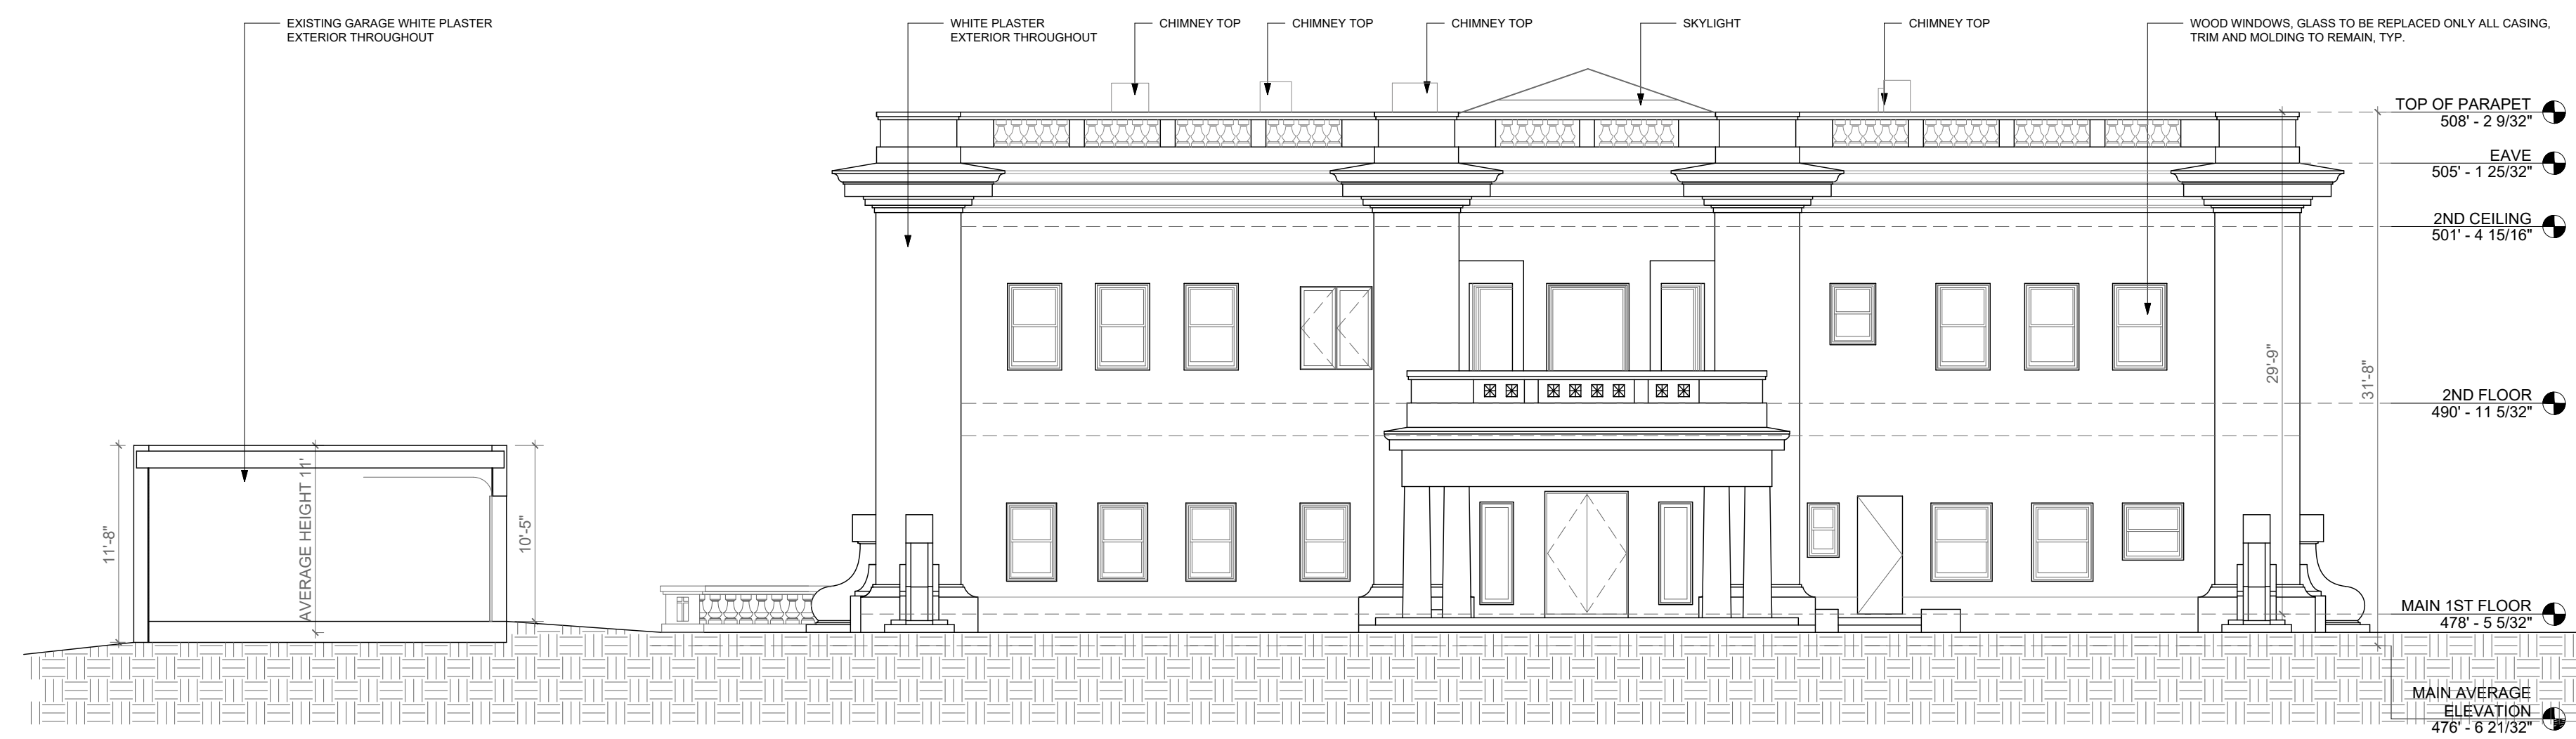 EXISTING GARAGE WHITE PLASTER
EXTERIOR THROUGHOUT
WHITE PLASTER
EXTERIOR THROUGHOUT
CHIMNEY TOP
CHIMNEY TOP
CHIMNEY TOP
SKYLIGHT
CHIMNEY TOP
WOOD WINDOWS, GLASS TO BE REPLACED ONLY ALL CASING,
TRIM AND MOLDING TO REMAIN, TYP.
TOP OF PARAPET
508' - 2 9/32"
EAVE
505' - 1 25/32"
2ND CEILING
501' - 4 15/16"
29'-9"
31'-8"
2ND FLOOR
490' - 11 5/32"
11'-8"
AVERAGE HEIGHT 11'
10'-5"
MAIN 1ST FLOOR
478' - 5 5/32"
MAIN AVERAGE
ELEVATION
476' - 6 21/32"